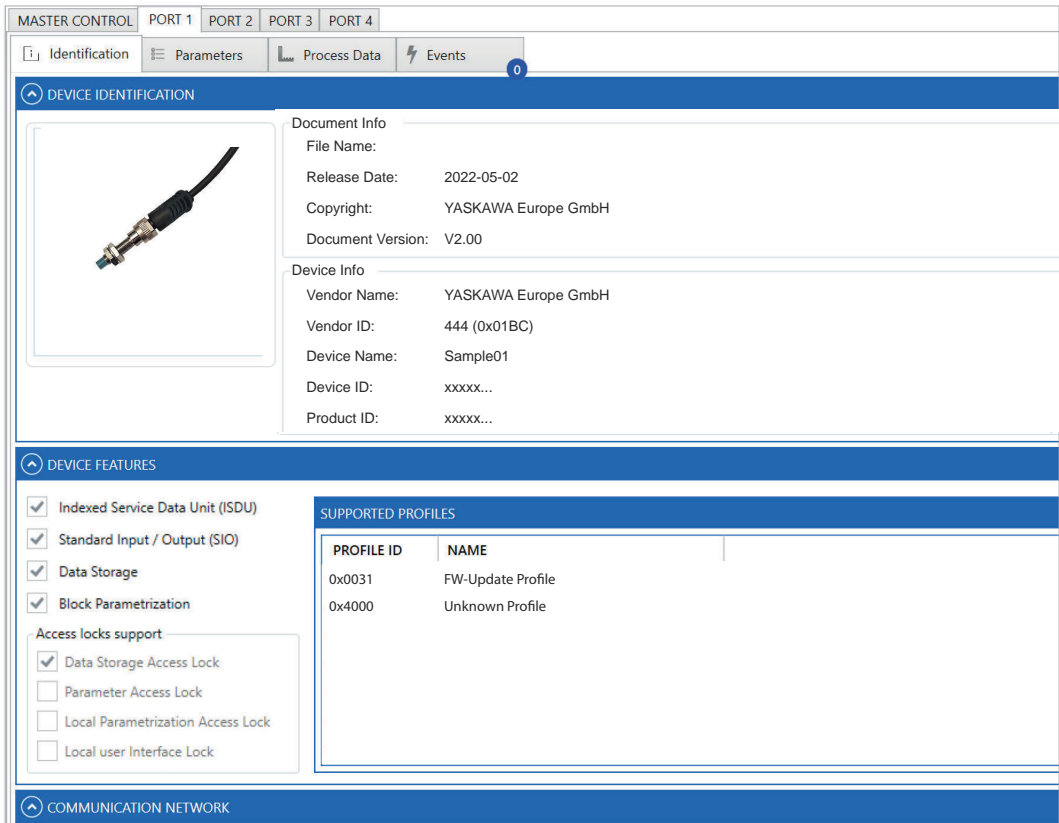 MASTER CONTROL PORT 1 PORT 2 PORT 3 PORT 4
Identification Parameters Process Data Events 0
DEVICE IDENTIFICATION
Document Info
File Name:
Release Date: 2022-05-02
Copyright: YASKAWA Europe GmbH
Document Version: V2.00
Device Info
Vendor Name: YASKAWA Europe GmbH
Vendor ID: 444 (0x01BC)
Device Name: Sample01
Device ID: xxxxx...
Product ID: xxxxx...
DEVICE FEATURES
Indexed Service Data Unit (ISDU)
Standard Input / Output (SIO)
Data Storage
Block Parametrization
Access locks support
Data Storage Access Lock
Parameter Access Lock
Local Parametrization Access Lock
Local user Interface Lock
SUPPORTED PROFILES
PROFILE ID NAME
0x0031 FW-Update Profile
0x4000 Unknown Profile
COMMUNICATION NETWORK